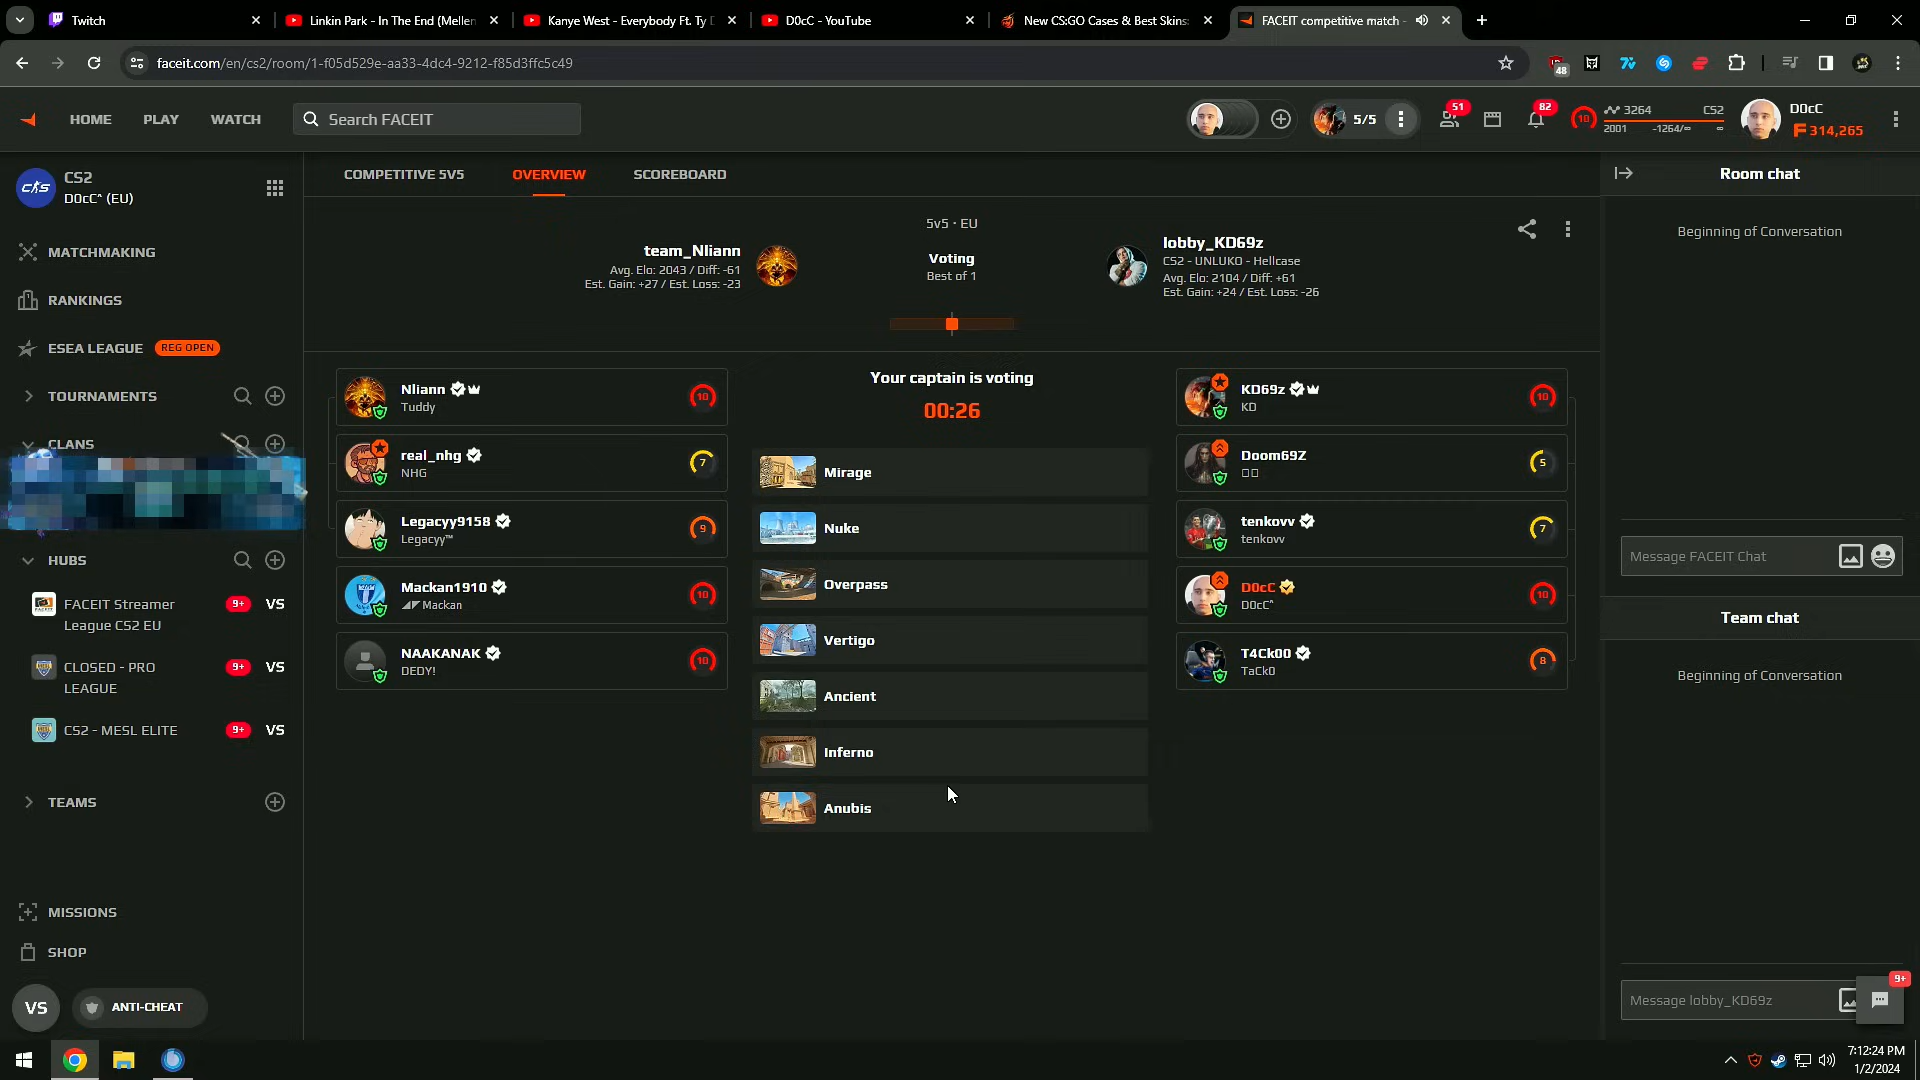 Twitch
Linkin Park - In The End (Mellen
Kanye West - Everybody Ft. Ty D
D0cC - YouTube
New CS:GO Cases & Best Skins
FACEIT competitive match -
faceit.com/en/cs2/room/1-f05d529e-aa33-4dc4-9212-f85d3ffc5c49
48
HOME
PLAY
WATCH
Search FACEIT
5/5
51
82
10
3264
CS2
2001
-1264/∞
∞
D0cC
314,265
CS2
D0cC^ (EU)
MATCHMAKING
RANKINGS
ESEA LEAGUE
REG OPEN
TOURNAMENTS
CLANS
HUBS
FACEIT Streamer
League CS2 EU
9+
VS
CLOSED - PRO
LEAGUE
9+
VS
CS2 - MESL ELITE
9+
VS
TEAMS
MISSIONS
SHOP
VS
ANTI-CHEAT
COMPETITIVE 5V5
OVERVIEW
SCOREBOARD
team_Nliann
Avg. Elo: 2043 / Diff: -61
Est. Gain: +27 / Est. Loss: -23
5v5 · EU
Voting
Best of 1
lobby_KD69z
CS2 - UNLUKO - Hellcase
Avg. Elo: 2104 / Diff: +61
Est. Gain: +24 / Est. Loss: -26
Nliann
Tuddy
10
real_nhg
NHG
7
Legacyy9158
Legacyy™
9
Mackan1910
◢◤Mackan
10
NAAKANAK
DEDY!
10
Your captain is voting
00:26
Mirage
Nuke
Overpass
Vertigo
Ancient
Inferno
Anubis
KD69z
KD
10
Doom69Z
5
tenkovv
tenkovv
7
D0cC
D0cC^
10
T4Ck00
TaCk0
8
Room chat
Beginning of Conversation
Message FACEIT Chat
Team chat
Beginning of Conversation
Message lobby_KD69z
9+
7:12:24 PM
1/2/2024